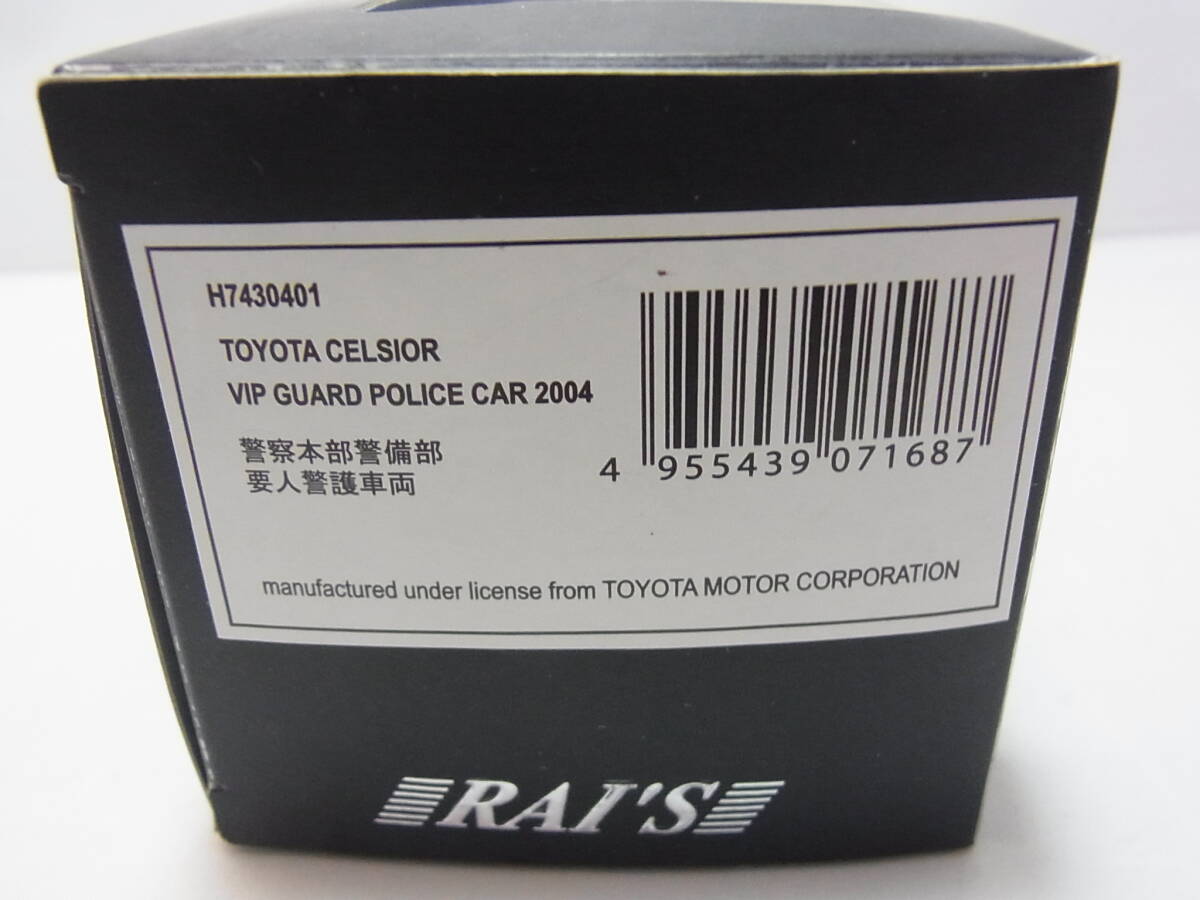 H7430401
TOYOTA CELSIOR
VIP GUARD POLICE CAR 2004
警察本部警備部
要人警護車両
4 955439 071687
manufactured under license from TOYOTA MOTOR CORPORATION
RAI'S